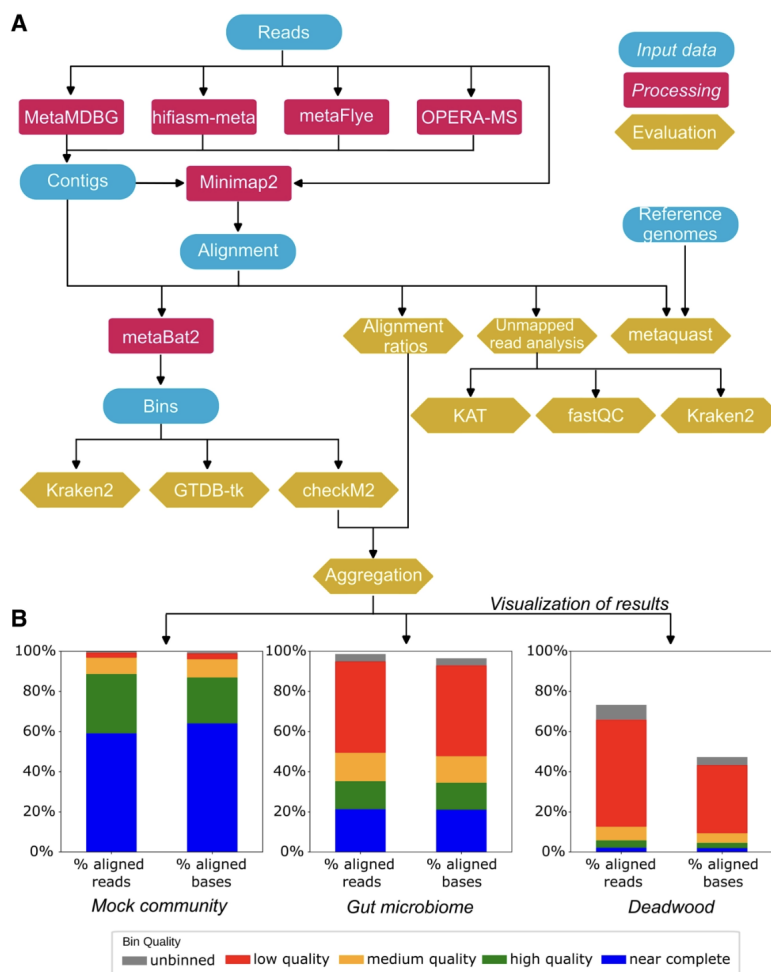 A
Reads
Input data
Processing
Evaluation
MetaMDBG
hifiasm-meta
metaFlye
OPERA-MS
Contigs
Minimap2
Reference
genomes
Alignment
metaBat2
Alignment
ratios
Unmapped
read analysis
metaquast
Bins
KAT
fastQC
Kraken2
Kraken2
GTDB-tk
checkM2
Aggregation
Visualization of results
B
100%
80%
60%
40%
20%
0%
% aligned
reads
% aligned
bases
Mock community
100%
80%
60%
40%
20%
0%
% aligned
reads
% aligned
bases
Gut microbiome
100%
80%
60%
40%
20%
0%
% aligned
reads
% aligned
bases
Deadwood
Bin Quality
unbinned
low quality
medium quality
high quality
near complete